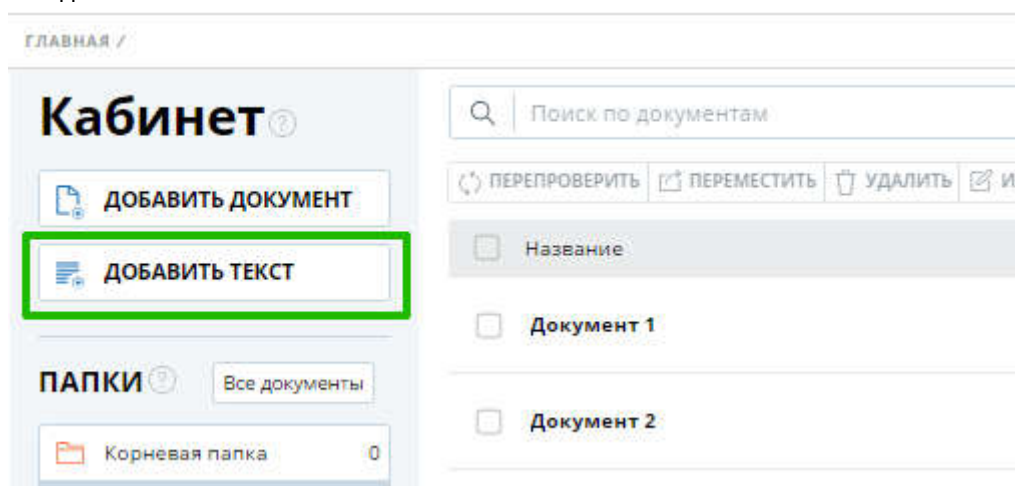 ГЛАВНАЯ /
Кабинет
Поиск по документам
ДОБАВИТЬ ДОКУМЕНТ
ПЕРЕПРОВЕРИТЬ ПЕРЕМЕСТИТЬ УДАЛИТЬ
ДОБАВИТЬ ТЕКСТ
Название
Документ 1
ПАПКИ Все документы
Документ 2
Корневая папка 0